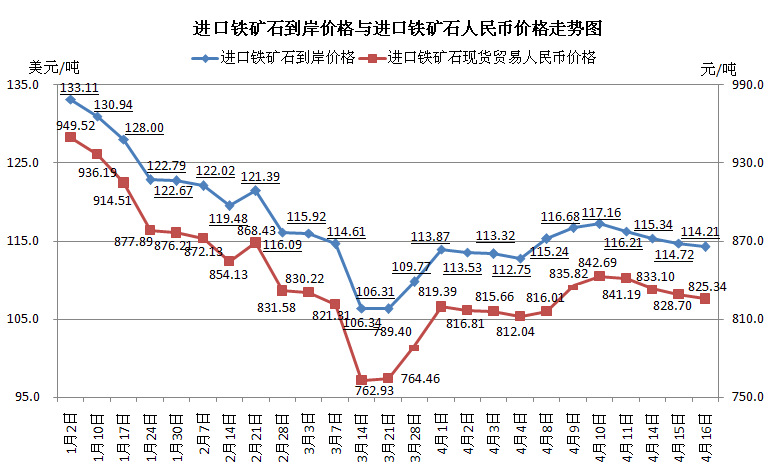 进口铁矿石到岸价格与进口铁矿石人民币价格走势图
进口铁矿石到岸价格 进口铁矿石现货贸易人民币价格
美元/吨 元/吨
135.0 990.0
133.11 130.94 128.00 122.79 122.67 122.02 119.48 121.39 116.09 115.92 114.61 106.34 106.31 109.77 113.87 113.53 113.32 112.75 115.24 116.68 117.16 116.21 115.34 114.72 114.21
125.0 930.0
949.52 936.19 914.51 877.89 876.21 872.13 854.13 868.43 831.58 830.22 821.31 762.93 764.46 789.40 819.39 816.81 815.66 812.04 816.01 835.82 842.69 841.19 833.10 828.70 825.34
115.0 870.0
105.0 810.0
95.0 750.0
1月2日 1月10日 1月17日 1月24日 1月30日 2月7日 2月14日 2月21日 2月28日 3月3日 3月7日 3月14日 3月21日 3月28日 4月1日 4月2日 4月3日 4月4日 4月8日 4月9日 4月10日 4月11日 4月14日 4月15日 4月16日